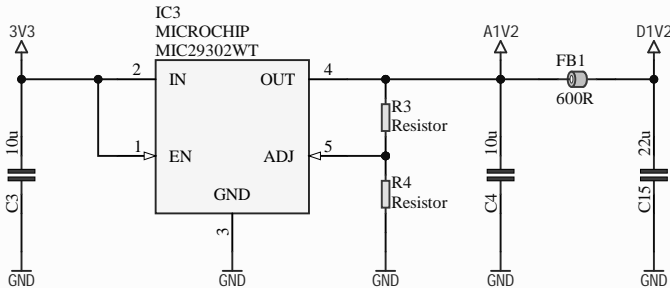 IC3
3V3
MICROCHIP
MIC29302WT
A1V2
D1V2
2
IN
OUT
4
FB1
600R
R3
Resistor
10u
C3
1
EN
ADJ
5
10u
C4
22u
C15
R4
Resistor
GND
3
GND
GND
GND
GND
GND